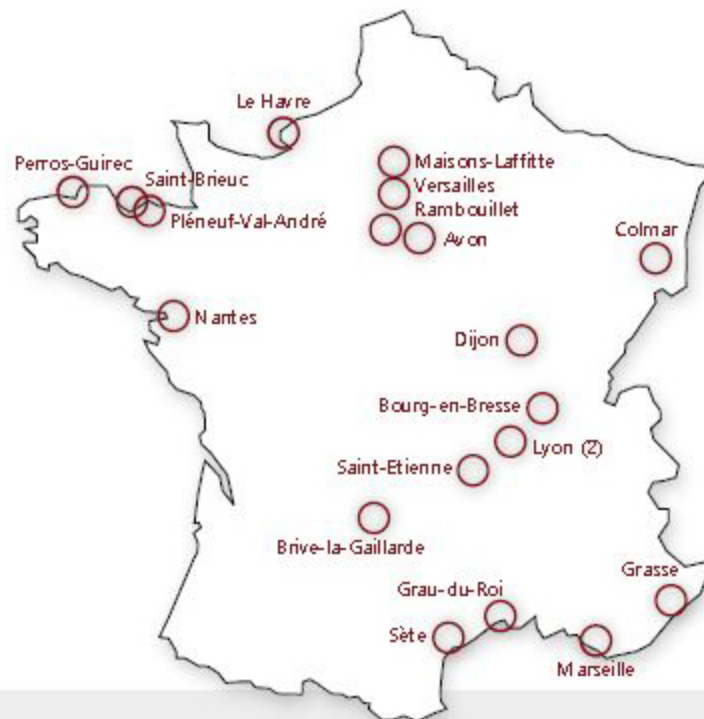 Le Havre
Maisons-Laffitte
Perros-Guirec
Saint-Brieuc
Versailles
Rambouillet
Pléneuf-Val-André
Colmar
Avon
Nantes
Dijon
Bourg-en-Bresse
Lyon (2)
Saint-Etienne
Brive-la-Gaillarde
Grasse
Grau-du-Roi
Sète
Marseille